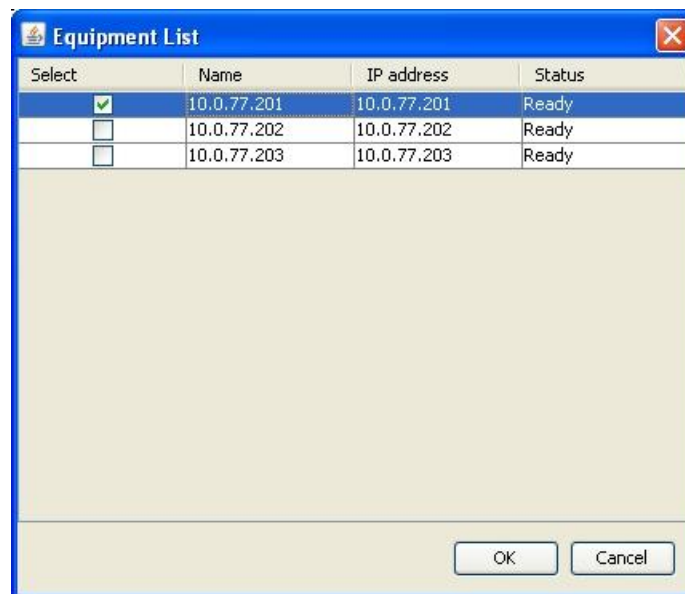 Equipment List
Select Name IP address Status
10.0.77.201 10.0.77.201 Ready
10.0.77.202 10.0.77.202 Ready
10.0.77.203 10.0.77.203 Ready
OK Cancel